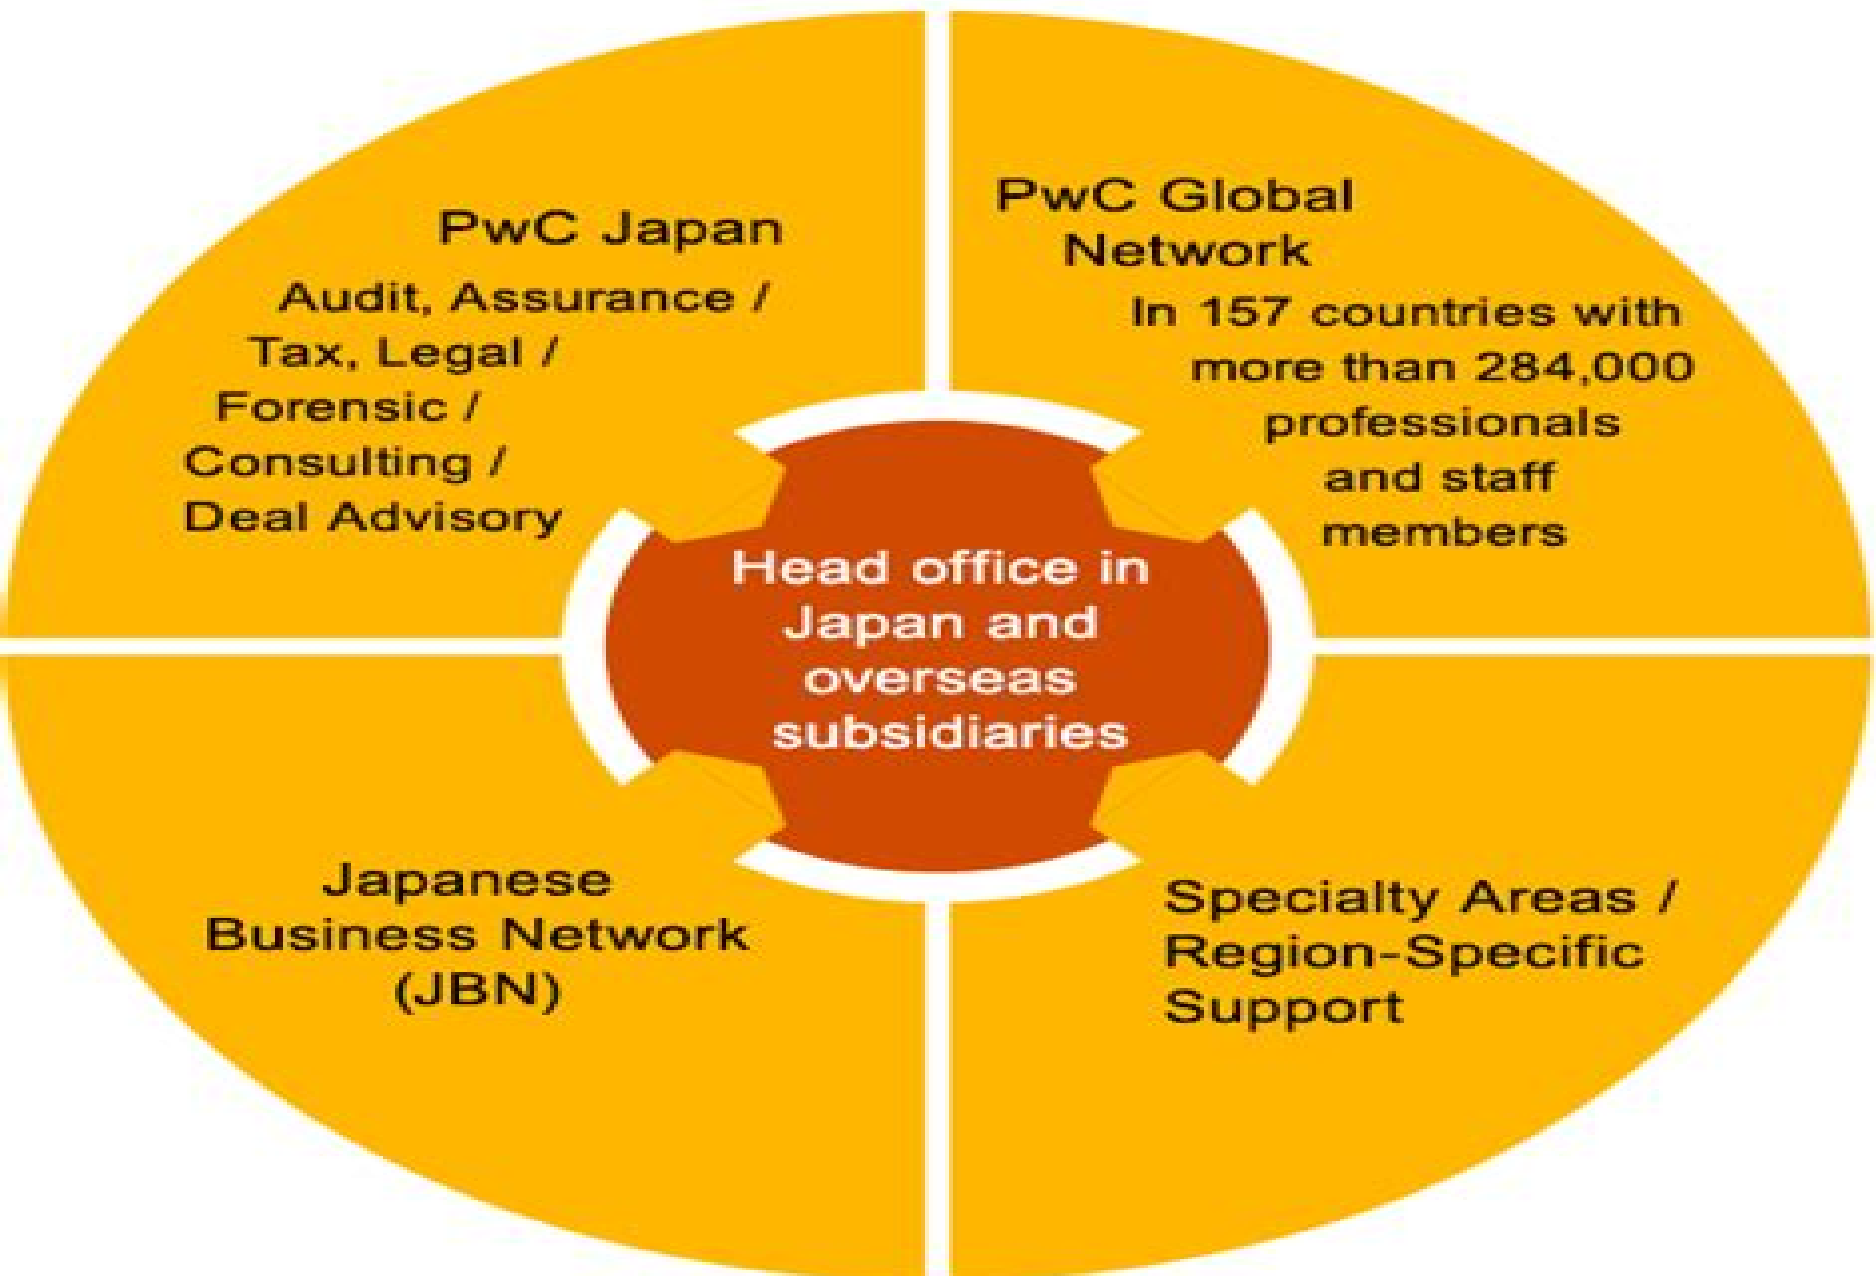 PwC Japan
Audit, Assurance /
Tax, Legal /
Forensic /
Consulting /
Deal Advisory
PwC Global
Network
In 157 countries with
more than 284,000
professionals
and staff
members
Head office in
Japan and
overseas
subsidiaries
Japanese
Business Network
(JBN)
Specialty Areas /
Region-Specific
Support